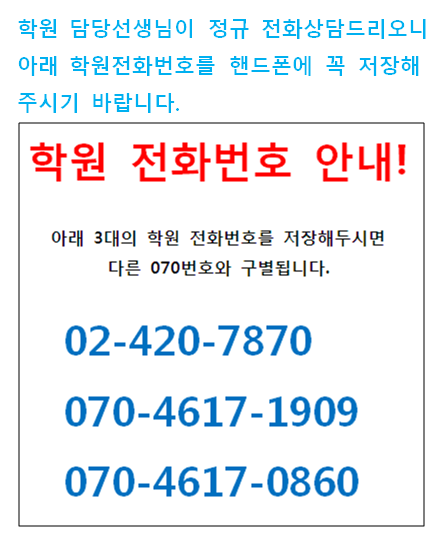 학원 담당선생님이 정규 전화상담드리오니
아래 학원전화번호를 핸드폰에 꼭 저장해
주시기 바랍니다.
학원 전화번호 안내!
아래 3대의 학원 전화번호를 저장해두시면
다른 070번호와 구별됩니다.
02-420-7870
070-4617-1909
070-4617-0860